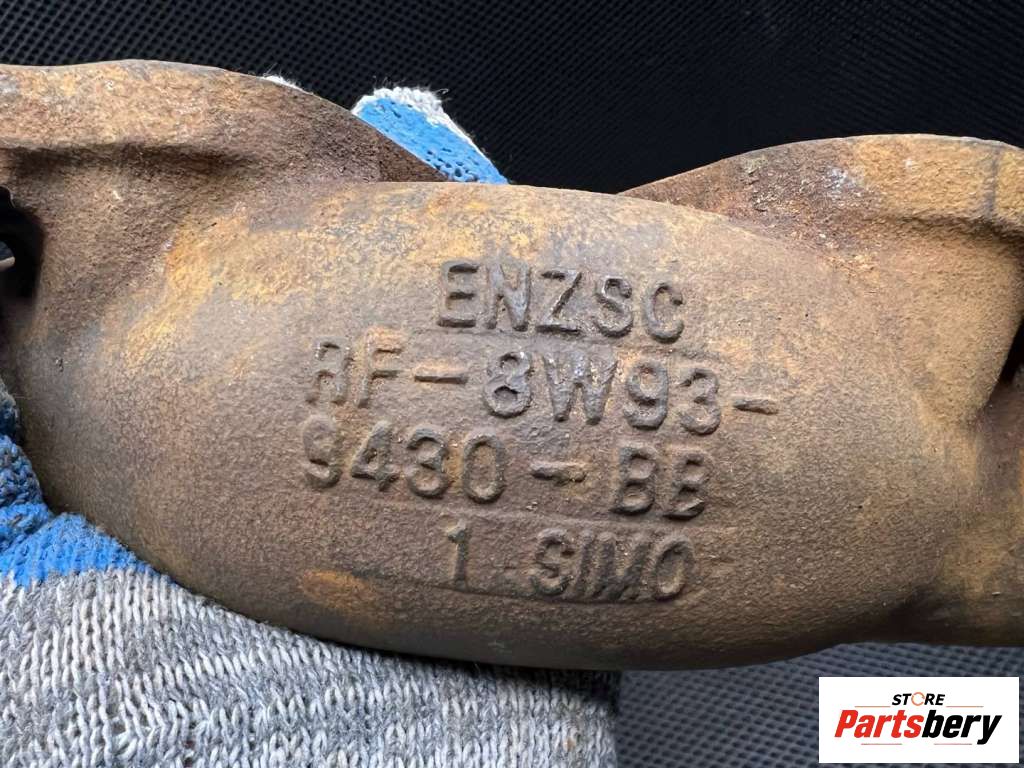 ENZSC
RF-8W93-
9430-BB
1 SIMO
STORE
Partsbery